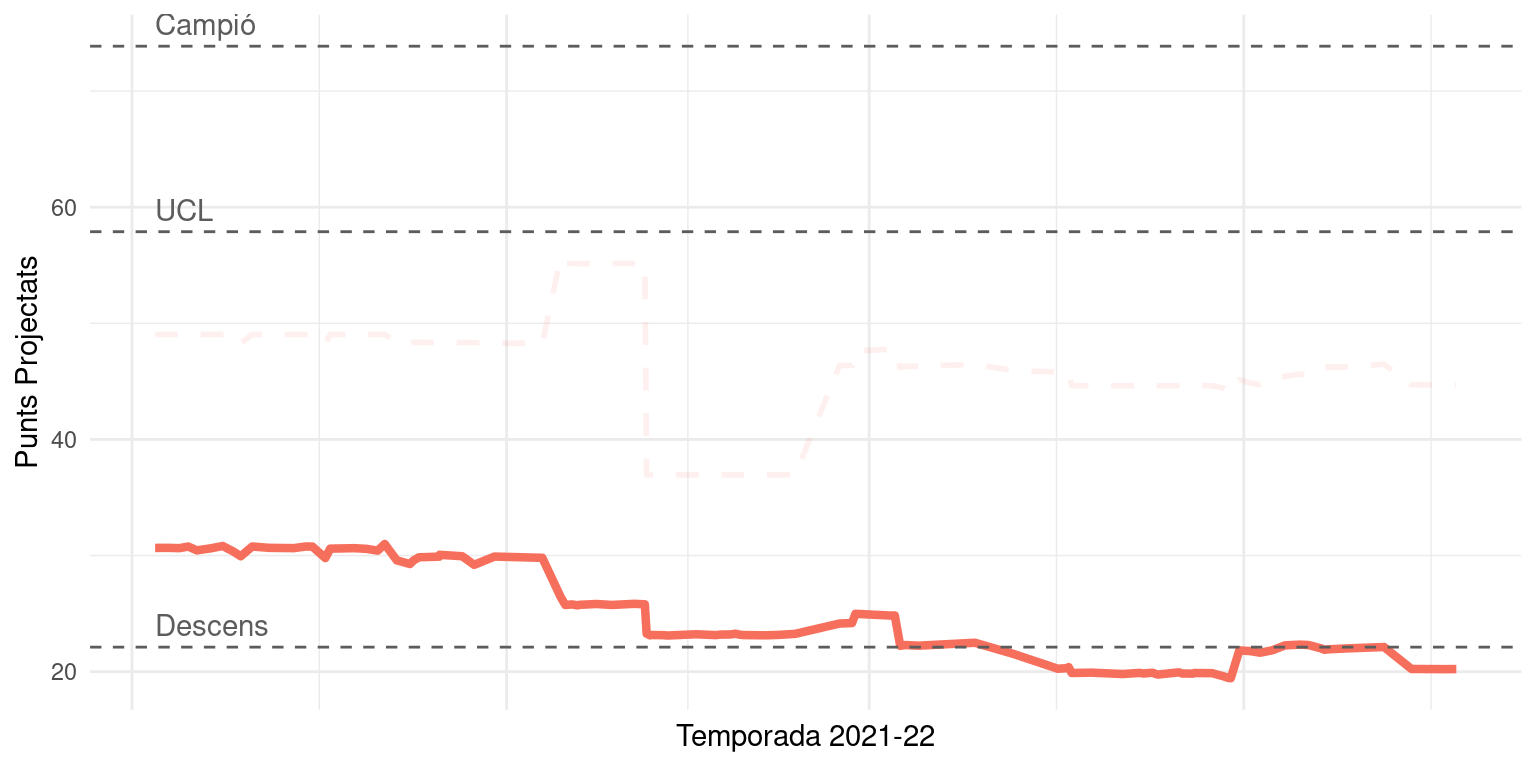 Campió
UCL
60
40
Descens
20
Punts Projectats
Temporada 2021-22